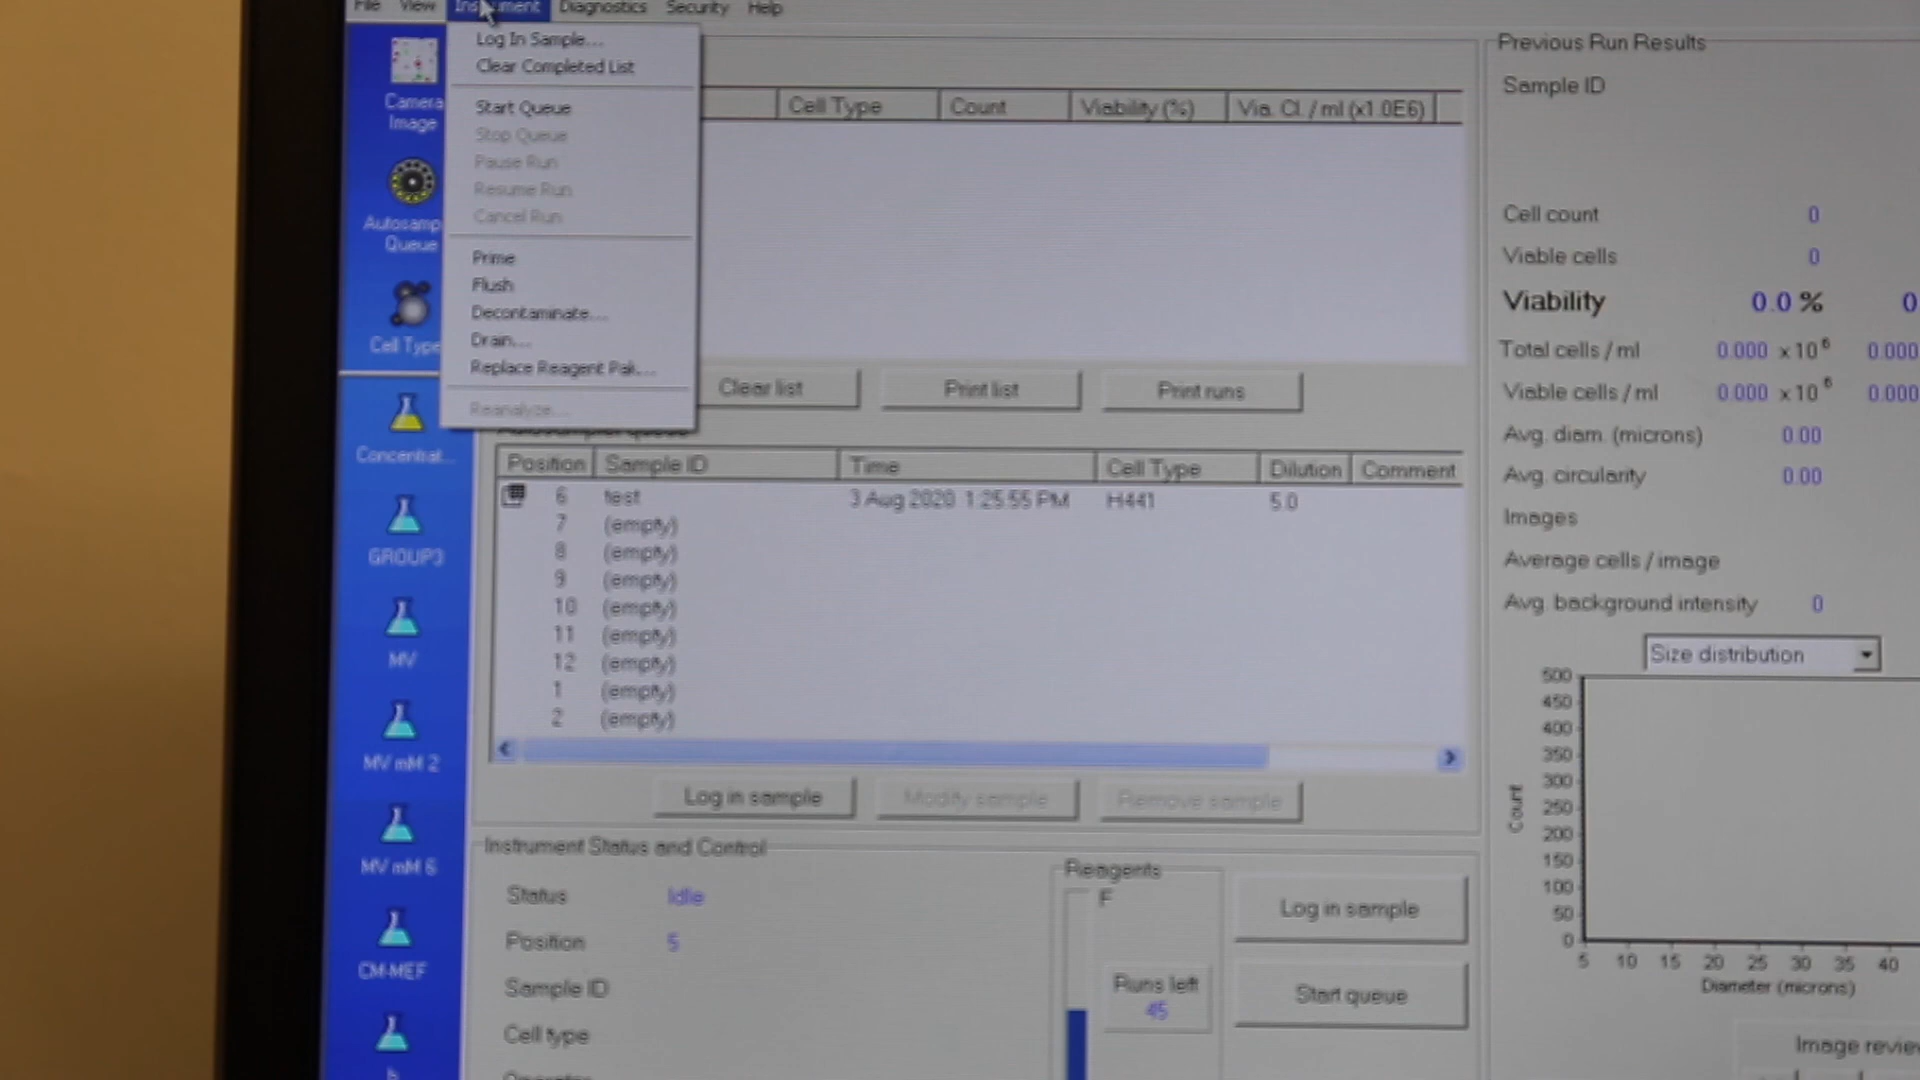 File View Instrument Diagnostics Security Help
Log In Sample...
Clear Completed List
Start Queue
Stop Queue
Pause Run
Resume Run
Cancel Run
Prime
Flush
Decontaminate...
Drain...
Replace Reagent Pak...
Reanalyze...
Camera
Image
Autosamp
Queue
Cell Type
Concentrat...
GROUP3
MV
MV mM 2
MV mM 5
CM-MEF
Cell Type Count Viability (%) Via. Cl. / ml (x1.0E6)
Clear list Print list Print runs
Autosampler queue
Position Sample ID Time Cell Type Dilution Comment
6 test 3 Aug 2020 1:25:55 PM H441 5.0
7 (empty)
8 (empty)
9 (empty)
10 (empty)
11 (empty)
12 (empty)
1 (empty)
2 (empty)
Log in sample Modify sample Remove sample
Instrument Status and Control
Status Idle
Position 5
Sample ID
Cell type
Operator
Reagents
F
Runs left
45
Log in sample
Start queue
Previous Run Results
Sample ID
Cell count 0
Viable cells 0
Viability 0.0 % 0
Total cells / ml 0.000 x 10⁶ 0.000
Viable cells / ml 0.000 x 10⁶ 0.000
Avg. diam. (microns) 0.00
Avg. circularity 0.00
Images
Average cells / image
Avg. background intensity 0
Size distribution
500
450
400
350
300
250
200
150
100
50
0
Count
5 10 15 20 25 30 35 40
Diameter (microns)
Image review